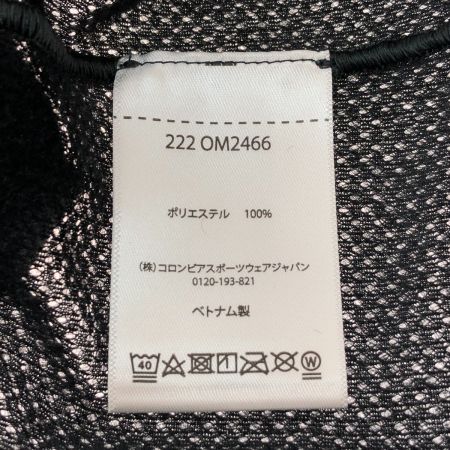 222 OM2466
ポリエステル 100%
(株)コロンビアスポーツウェアジャパン
0120-193-821
ベトナム製
40 W